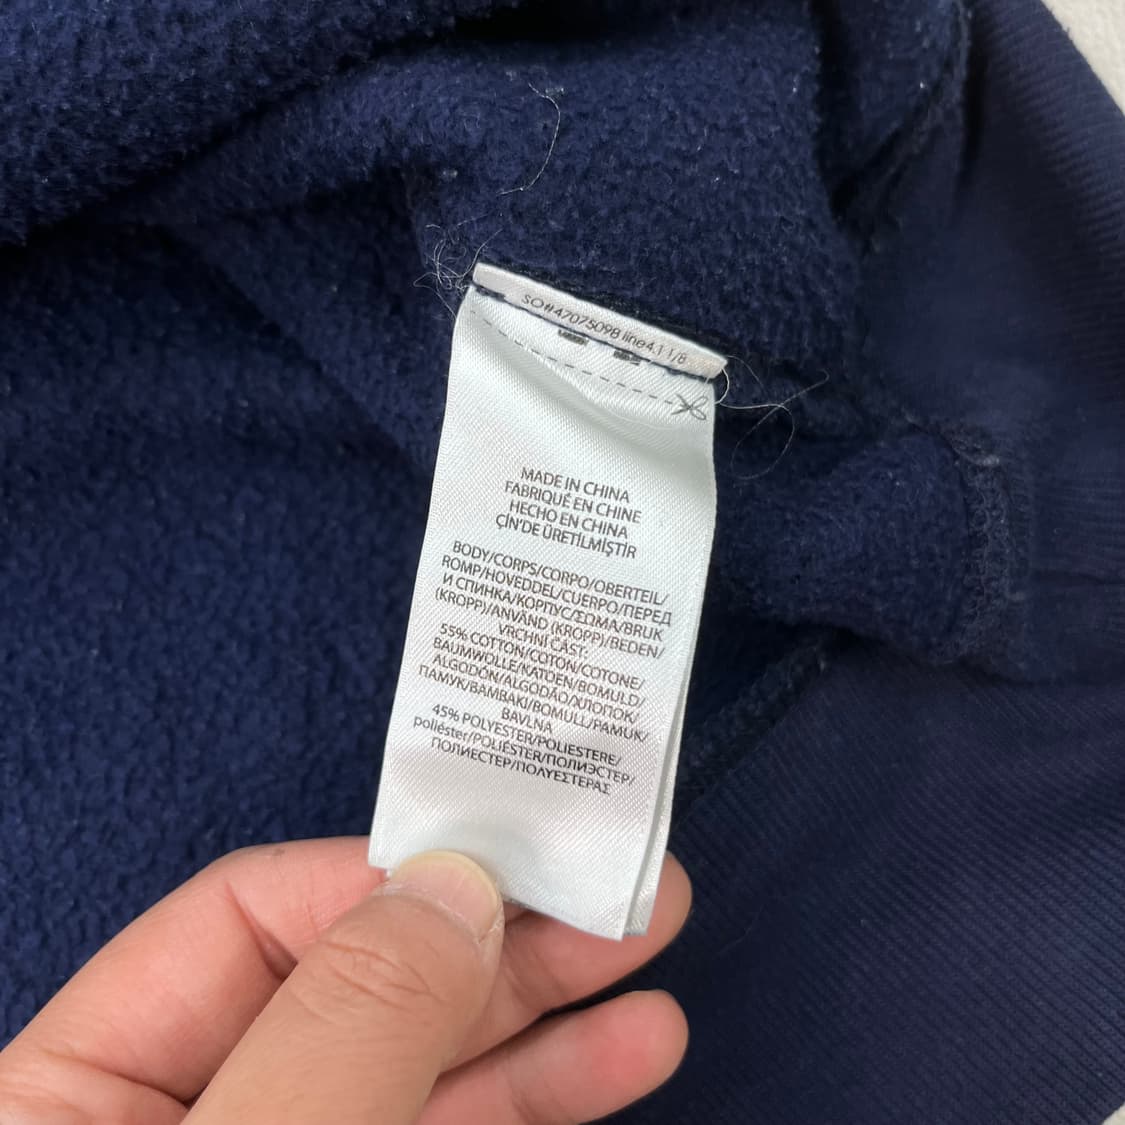 SO#47075098 line4.1 1/8
MADE IN CHINA
FABRIQUÉ EN CHINE
HECHO EN CHINA
ÇİN'DE ÜRETİLMİŞTİR
BODY/CORPS/CORPO/OBERTEIL/
ROMP/HOVEDDEL/CUERPO/ПЕРЕД
И СПИНКА/КОРПУС/ΣΩΜΑ/BRUK
(KROPP)/ANVÄND (KROPP)/BEDEN/
VRCHNÍ ČÁST:
55% COTTON/COTON/COTONE/
BAUMWOLLE/KATOEN/BOMULD/
ALGODÓN/ALGODÃO/ХЛОПОК/
ПАМУК/ΒΑΜΒΑΚΙ/BOMULL/PAMUK/
BAVLNA
45% POLYESTER/POLIESTERE/
poliéster/POLIÉSTER/ПОЛИЭСТЕР/
ПОЛИЕСТЕР/ΠΟΛΥΕΣΤΕΡΑΣ